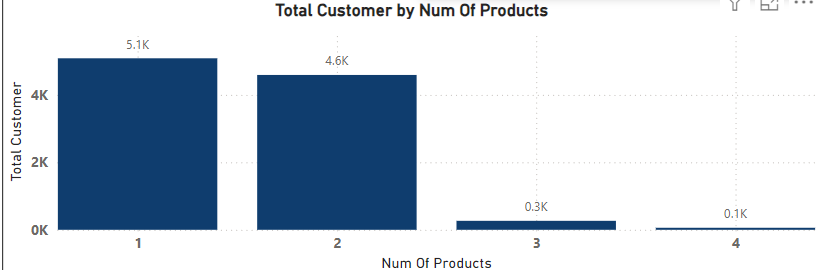 Total Customer by Num Of Products
Total Customer
5.1K
4.6K
0.3K
0.1K
4K
2K
0K
1
2
3
4
Num Of Products